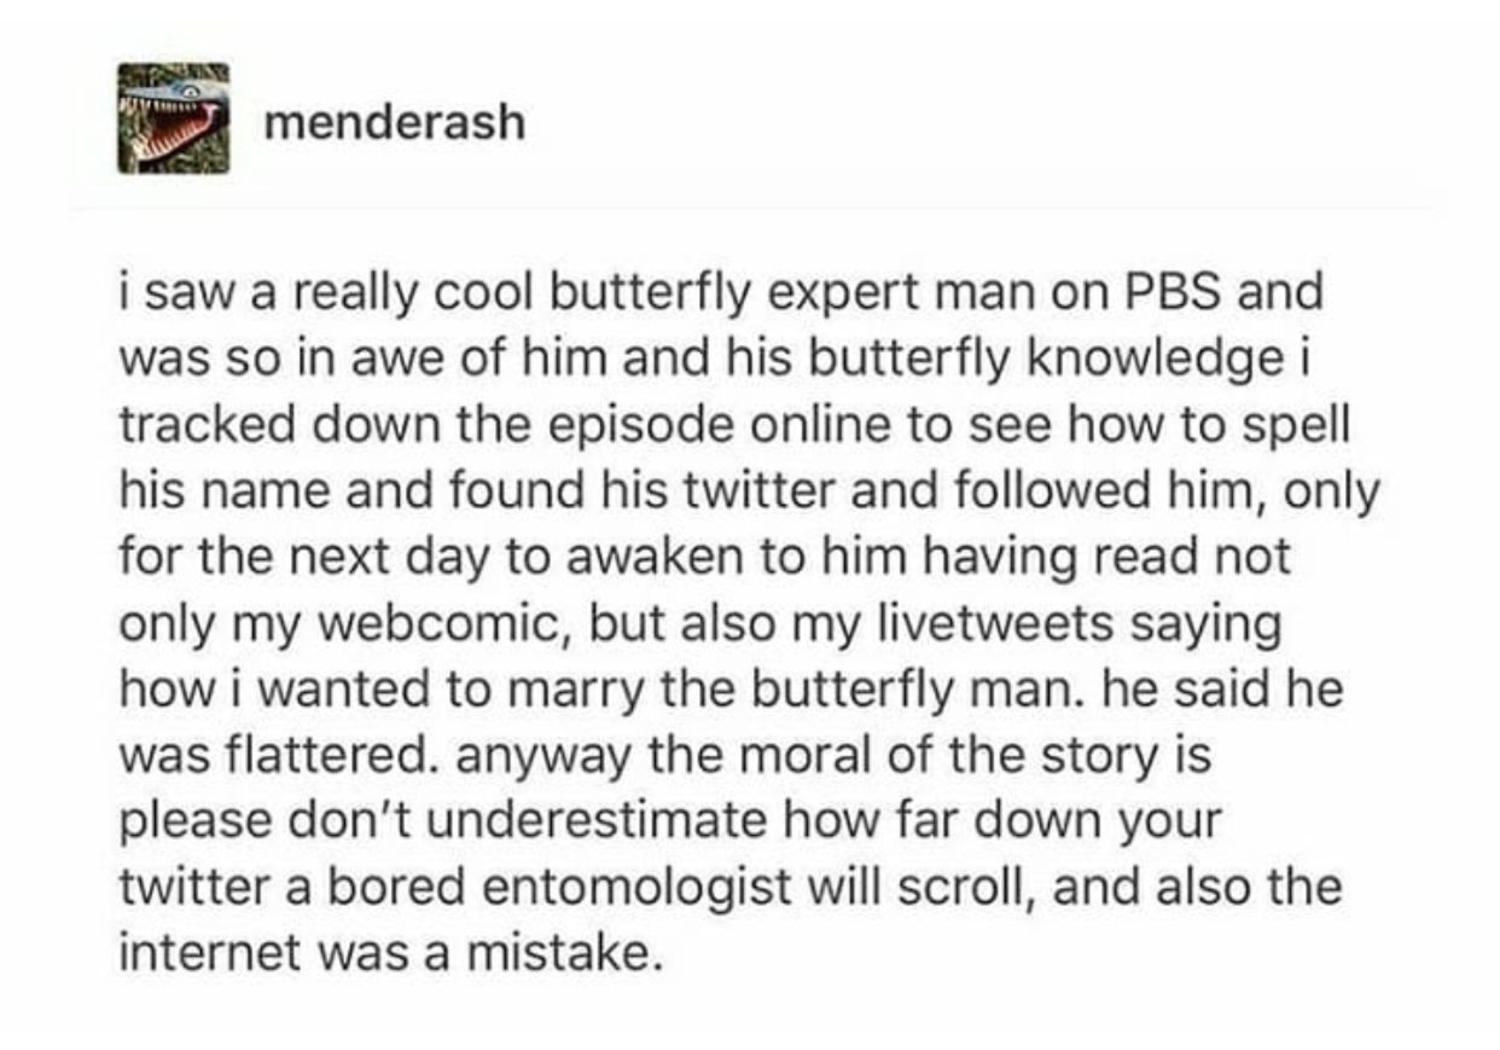 menderash
i saw a really cool butterfly expert man on PBS and
was so in awe of him and his butterfly knowledge i
tracked down the episode online to see how to spell
his name and found his twitter and followed him, only
for the next day to awaken to him having read not
only my webcomic, but also my livetweets saying
how i wanted to marry the butterfly man. he said he
was flattered. anyway the moral of the story is
please don't underestimate how far down your
twitter a bored entomologist will scroll, and also the
internet was a mistake.